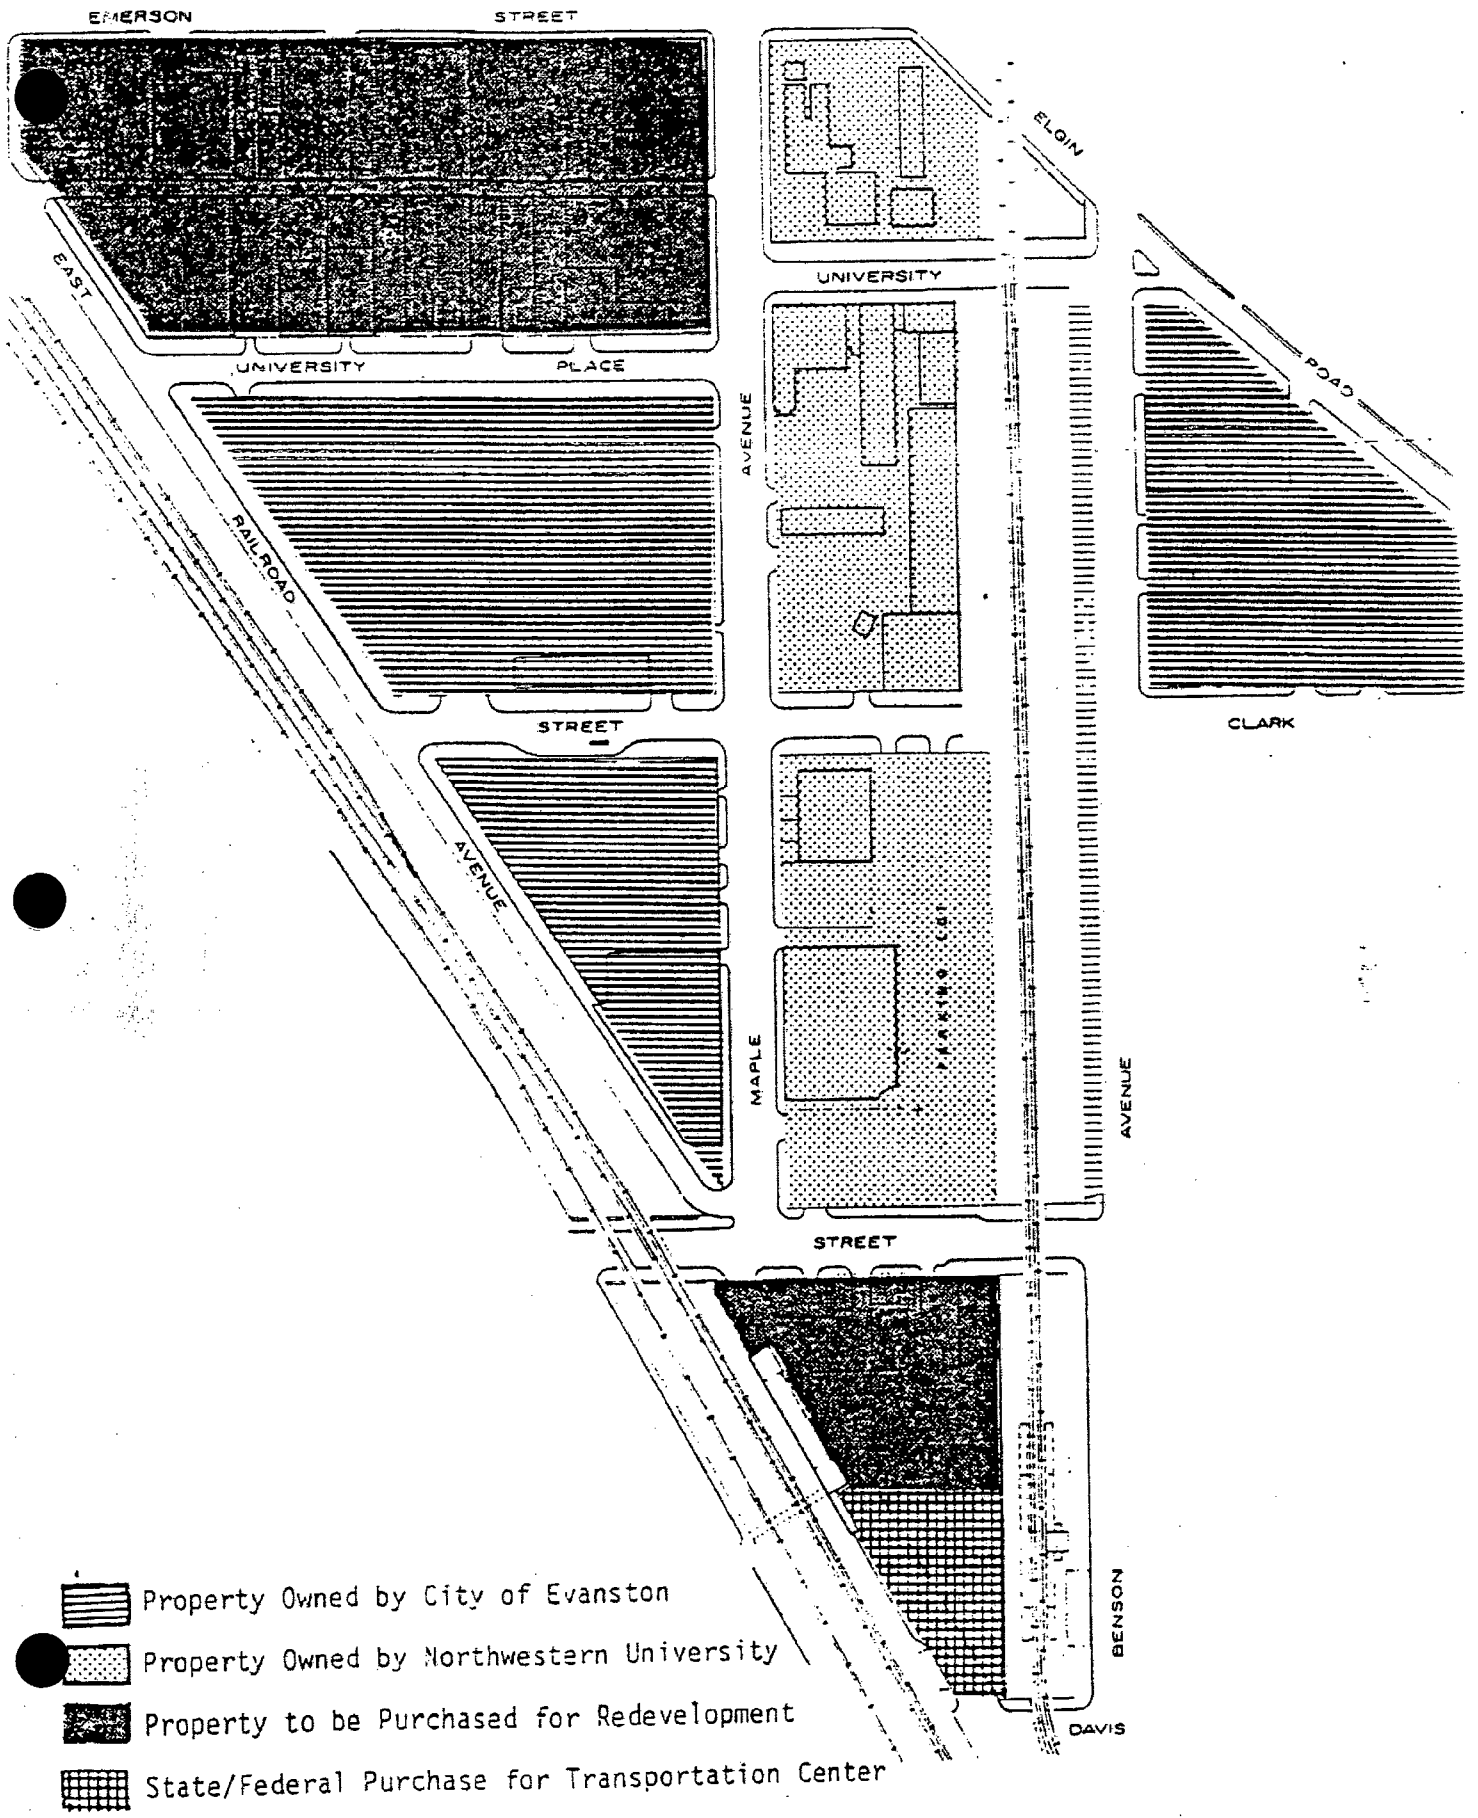 EMERSON STREET
ELGIN
EAST
UNIVERSITY
UNIVERSITY PLACE
ROAD
AVENUE
RAILROAD
STREET
CLARK
AVENUE
PARKING LOT
MAPLE
AVENUE
STREET
BENSON
DAVIS
Property Owned by City of Evanston
Property Owned by Northwestern University
Property to be Purchased for Redevelopment
State/Federal Purchase for Transportation Center